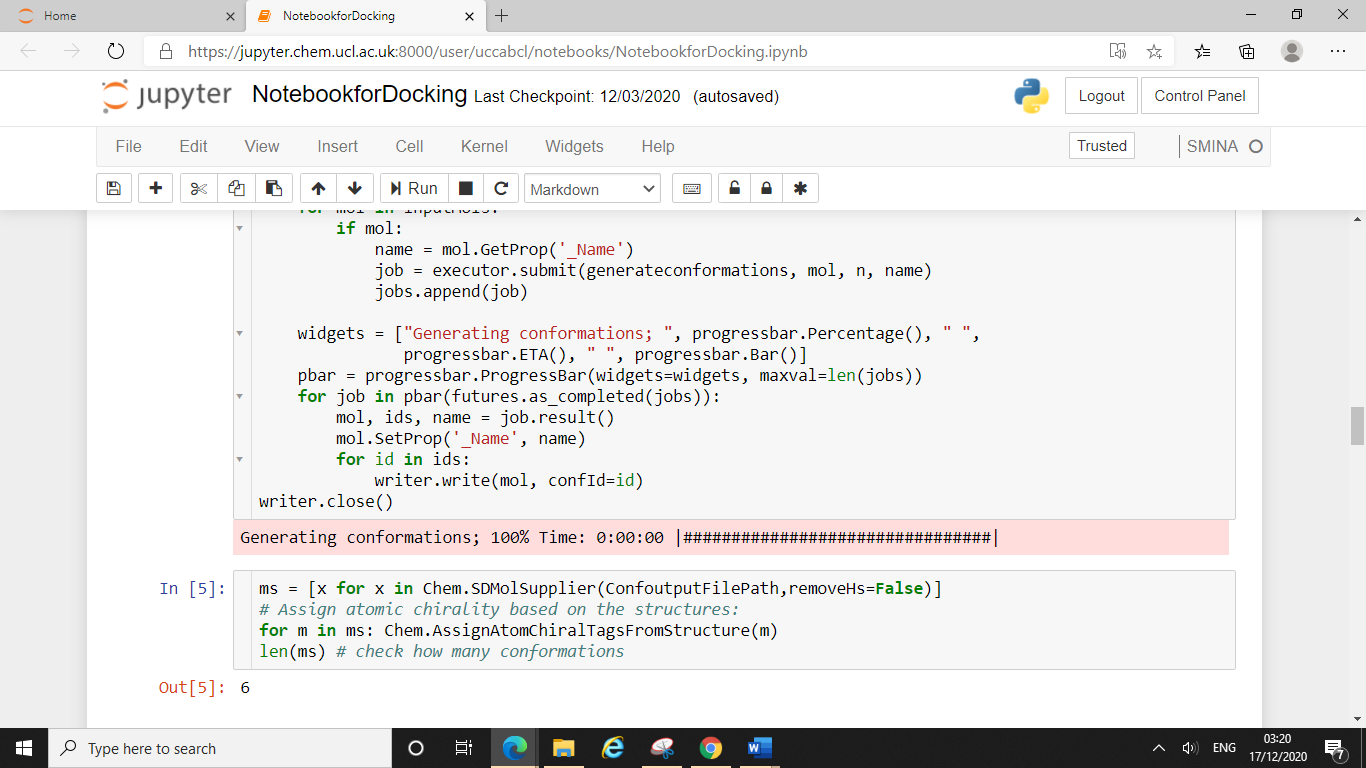 Home
NotebookforDocking
https://jupyter.chem.ucl.ac.uk:8000/user/uccabcl/notebooks/NotebookforDocking.ipynb
jupyter NotebookforDocking Last Checkpoint: 12/03/2020 (autosaved)
Logout Control Panel
File Edit View Insert Cell Kernel Widgets Help
Trusted SMINA
Run Markdown
for mol in inputMols:
if mol:
name = mol.GetProp('_Name')
job = executor.submit(generateconformations, mol, n, name)
jobs.append(job)
widgets = ["Generating conformations; ", progressbar.Percentage(), " ",
progressbar.ETA(), " ", progressbar.Bar()]
pbar = progressbar.ProgressBar(widgets=widgets, maxval=len(jobs))
for job in pbar(futures.as_completed(jobs)):
mol, ids, name = job.result()
mol.SetProp('_Name', name)
for id in ids:
writer.write(mol, confId=id)
writer.close()
Generating conformations; 100% Time: 0:00:00 |################################|
In [5]:
ms = [x for x in Chem.SDMolSupplier(ConfoutputFilePath,removeHs=False)]
# Assign atomic chirality based on the structures:
for m in ms: Chem.AssignAtomChiralTagsFromStructure(m)
len(ms) # check how many conformations
Out[5]: 6
Type here to search
ENG
03:20
17/12/2020
7